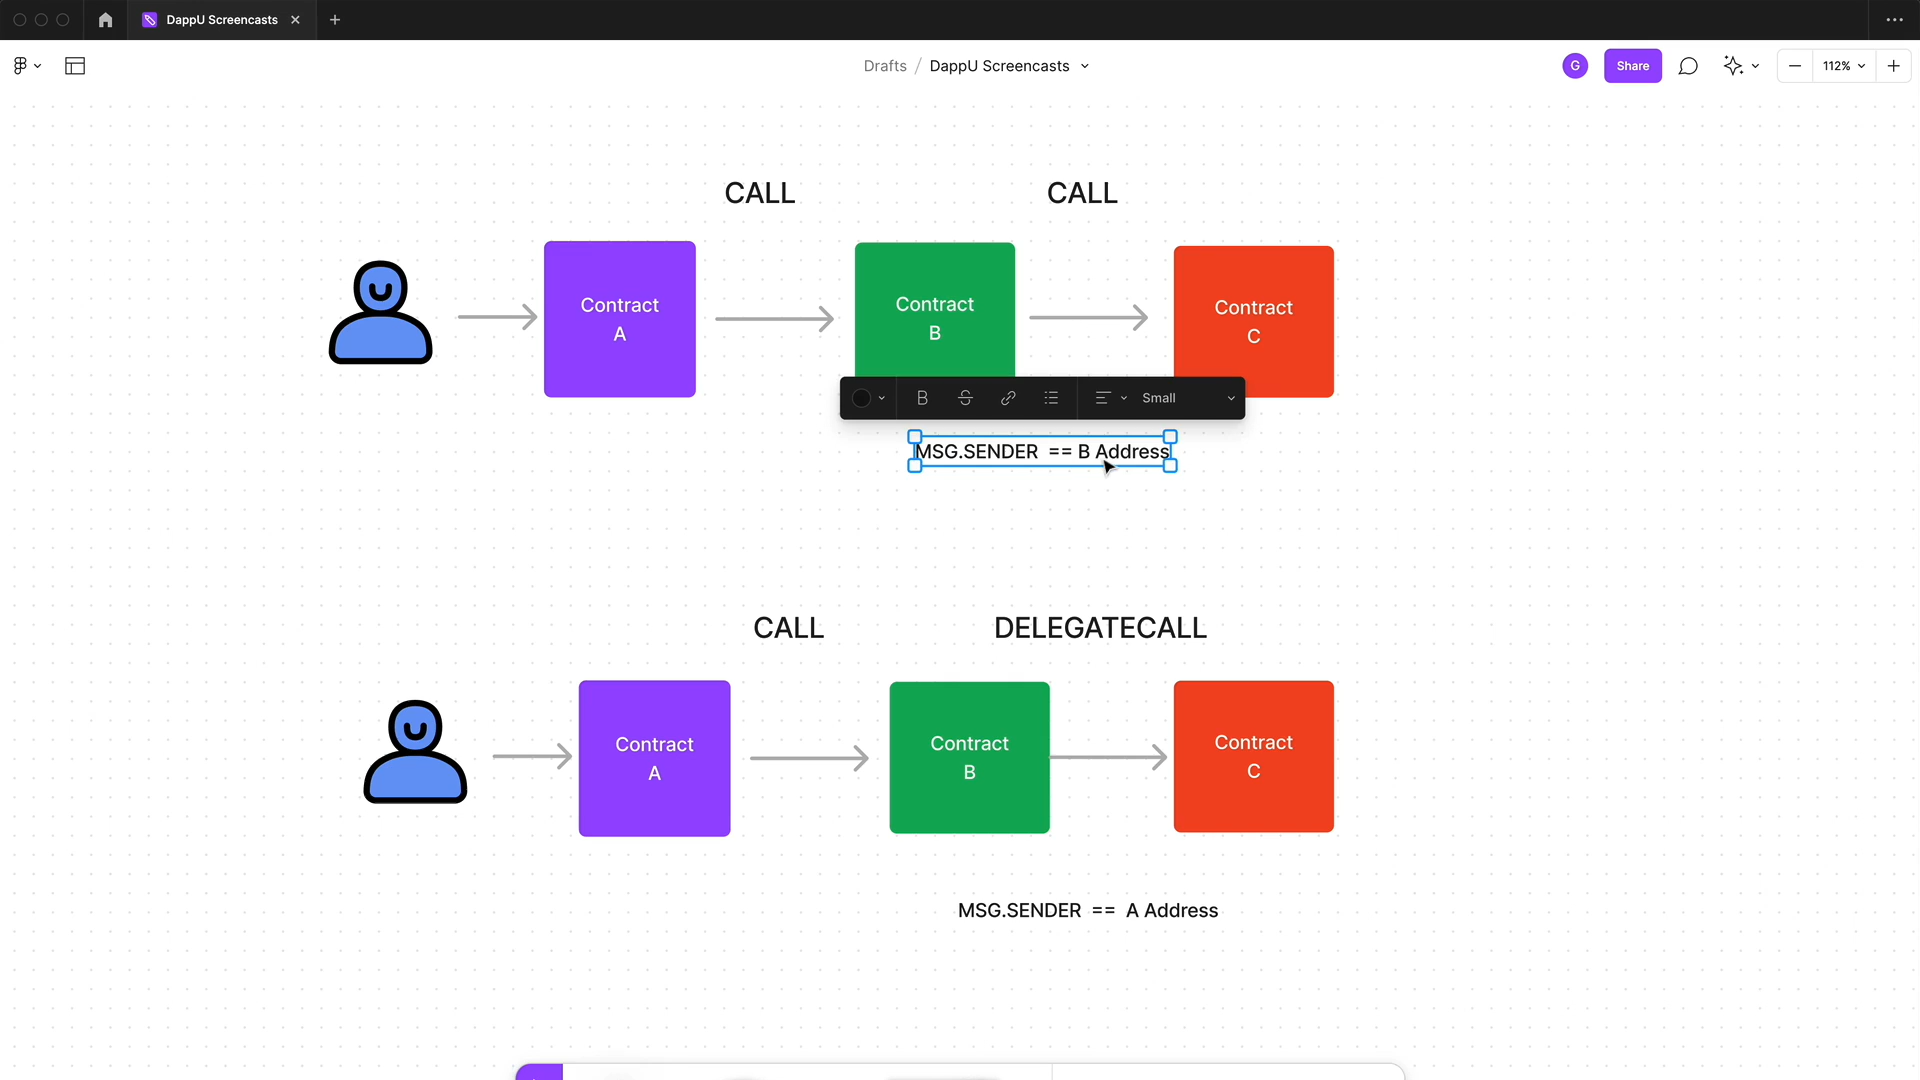 DappU Screencasts
Drafts / DappU Screencasts
G
Share
112%
CALL
CALL
Contract
A
Contract
B
Contract
C
B
S
Small
MSG.SENDER == B Address
CALL
DELEGATECALL
Contract
A
Contract
B
Contract
C
MSG.SENDER == A Address